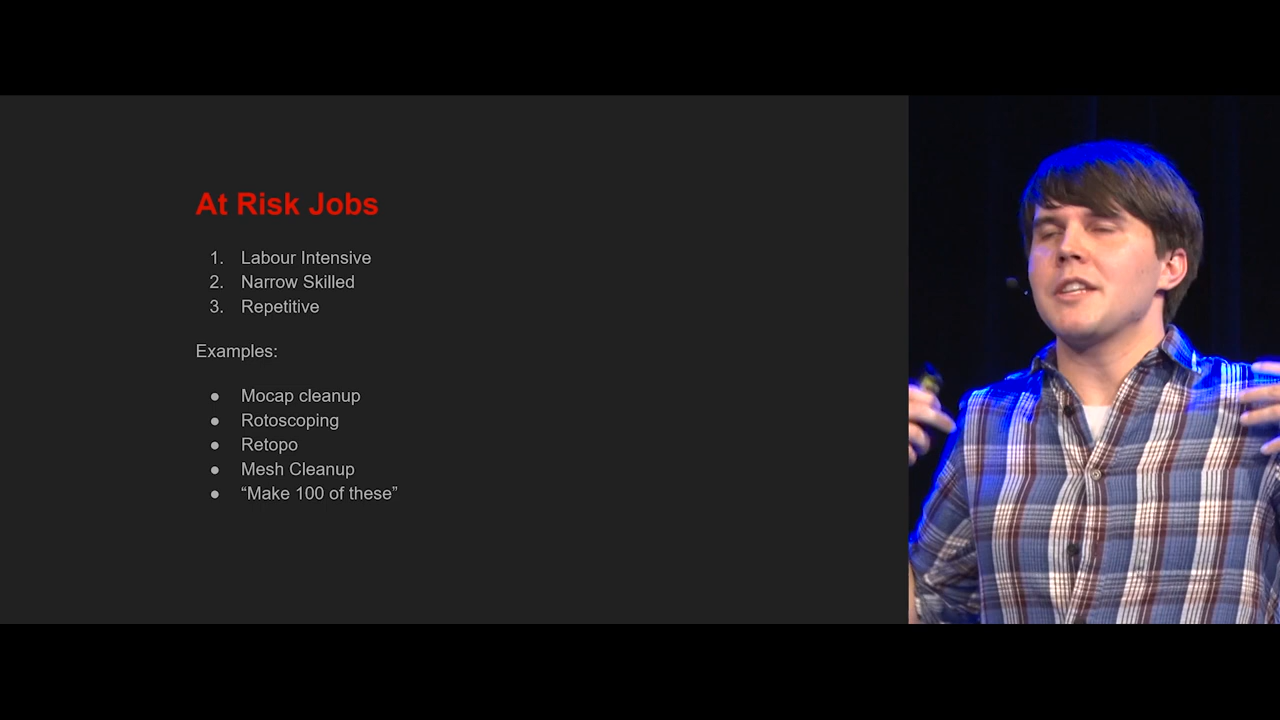 At Risk Jobs
1. Labour Intensive
2. Narrow Skilled
3. Repetitive
Examples:
● Mocap cleanup
● Rotoscoping
● Retopo
● Mesh Cleanup
● “Make 100 of these”